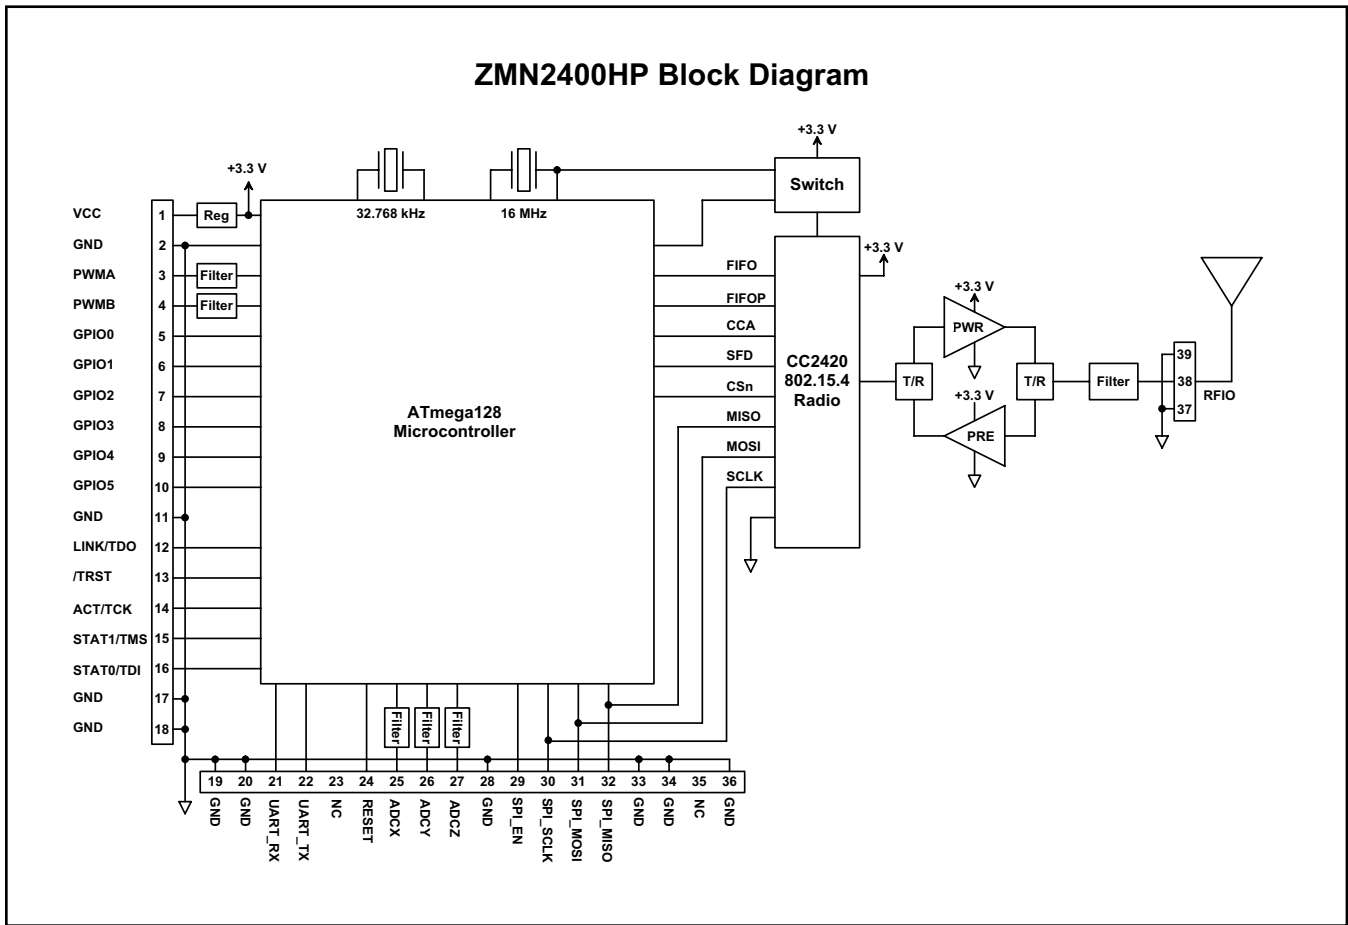 ZMN2400HP Block Diagram
+3.3 V
+3.3 V
Switch
32.768 kHz
16 MHz
VCC 1 Reg
GND 2
+3.3 V
PWMA 3 Filter
FIFO
PWMB 4 Filter
FIFOP
+3.3 V
GPIO0 5
CCA
PWR
GPIO1 6
SFD
CC2420
802.15.4
Radio
T/R
T/R
Filter
39
38
37
RFIO
GPIO2 7
CSn
+3.3 V
ATmega128
Microcontroller
GPIO3 8
MISO
PRE
GPIO4 9
MOSI
GPIO5 10
SCLK
GND 11
LINK/TDO 12
/TRST 13
ACT/TCK 14
STAT1/TMS 15
STAT0/TDI 16
GND 17
GND 18
Filter
Filter
Filter
19 20 21 22 23 24 25 26 27 28 29 30 31 32 33 34 35 36
GND
GND
UART_RX
UART_TX
NC
RESET
ADCX
ADCY
ADCZ
GND
SPI_EN
SPI_SCLK
SPI_MOSI
SPI_MISO
GND
GND
NC
GND